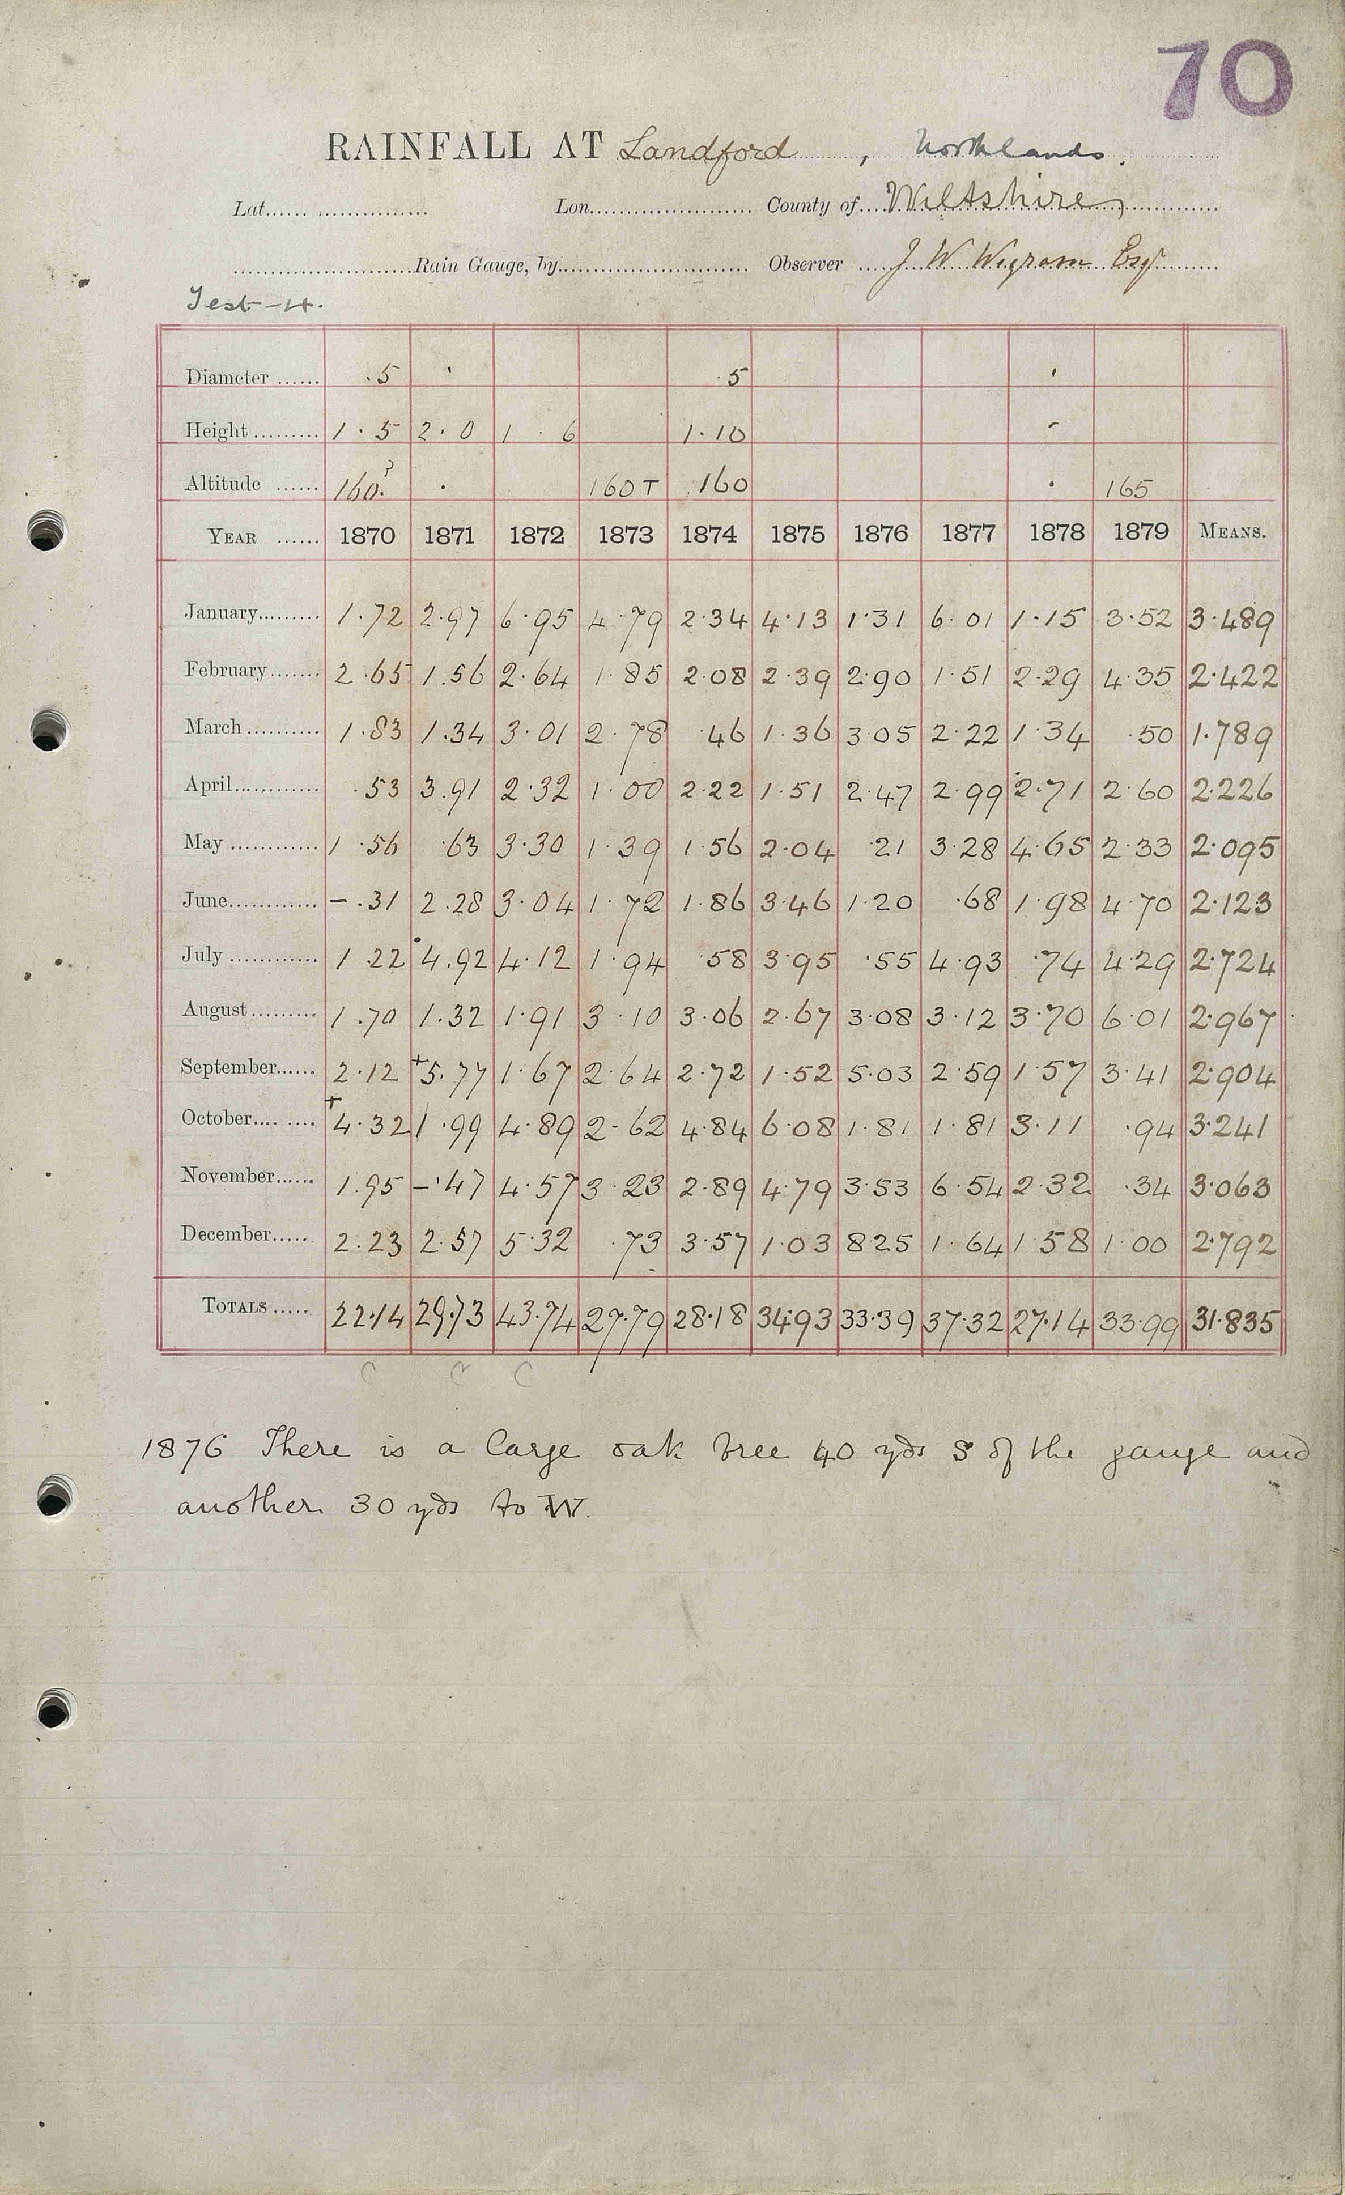 70
RAINFALL AT Landford, Northlands.
Lat. Lon. County of Wiltshire
Rain Gauge, by Observer J W Wigram Esqr
Test-4.
Diameter .5 ' 5 '
Height 1.5 2.0 1.6 1.10 -
Altitude 160.? . 160T 160 . 165
YEAR 1870 1871 1872 1873 1874 1875 1876 1877 1878 1879 MEANS.
January 1.72 2.97 6.95 4.79 2.34 4.13 1.31 6.01 1.15 3.52 3.489
February 2.65 1.56 2.64 1.85 2.08 2.39 2.90 1.51 2.29 4.35 2.422
March 1.83 1.34 3.01 2.78 .46 1.36 3.05 2.22 1.34 .50 1.789
April .53 3.91 2.32 1.00 2.22 1.51 2.47 2.99 2.71 2.60 2.226
May 1.56 .63 3.30 1.39 1.56 2.04 .21 3.28 4.65 2.33 2.095
June -.31 2.28 3.04 1.72 1.86 3.46 1.20 .68 1.98 4.70 2.123
July 1.22 4.92 4.12 1.94 .58 3.95 .55 4.93 .74 4.29 2.724
August 1.70 1.32 1.91 3.10 3.06 2.67 3.08 3.12 3.70 6.01 2.967
September 2.12 +5.77 1.67 2.64 2.72 1.52 5.03 2.59 1.57 3.41 2.904
October +4.32 1.99 4.89 2.62 4.84 6.08 1.81 1.81 3.11 .94 3.241
November 1.95 -.47 4.57 3.23 2.89 4.79 3.53 6.54 2.32 .34 3.063
December 2.23 2.57 5.32 .73 3.57 1.03 8.25 1.64 1.58 1.00 2.792
TOTALS 22.14 29.73 43.74 27.79 28.18 34.93 33.39 37.32 27.14 33.99 31.835
C C C
1876 There is a large oak tree 40 yds S of the gauge and
another 30 yds to W.